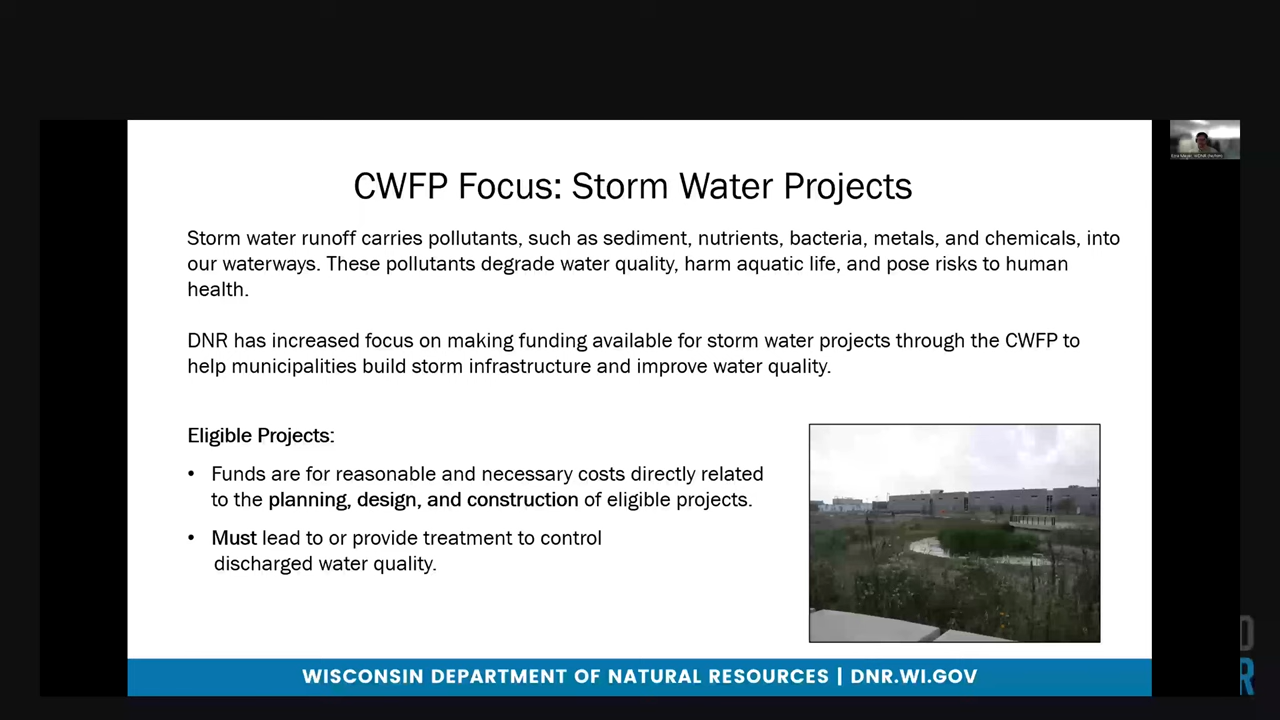 CWFP Focus: Storm Water Projects
Storm water runoff carries pollutants, such as sediment, nutrients, bacteria, metals, and chemicals, into
our waterways. These pollutants degrade water quality, harm aquatic life, and pose risks to human
health.
DNR has increased focus on making funding available for storm water projects through the CWFP to
help municipalities build storm infrastructure and improve water quality.
Eligible Projects:
• Funds are for reasonable and necessary costs directly related
to the planning, design, and construction of eligible projects.
• Must lead to or provide treatment to control
discharged water quality.
WISCONSIN DEPARTMENT OF NATURAL RESOURCES | DNR.WI.GOV